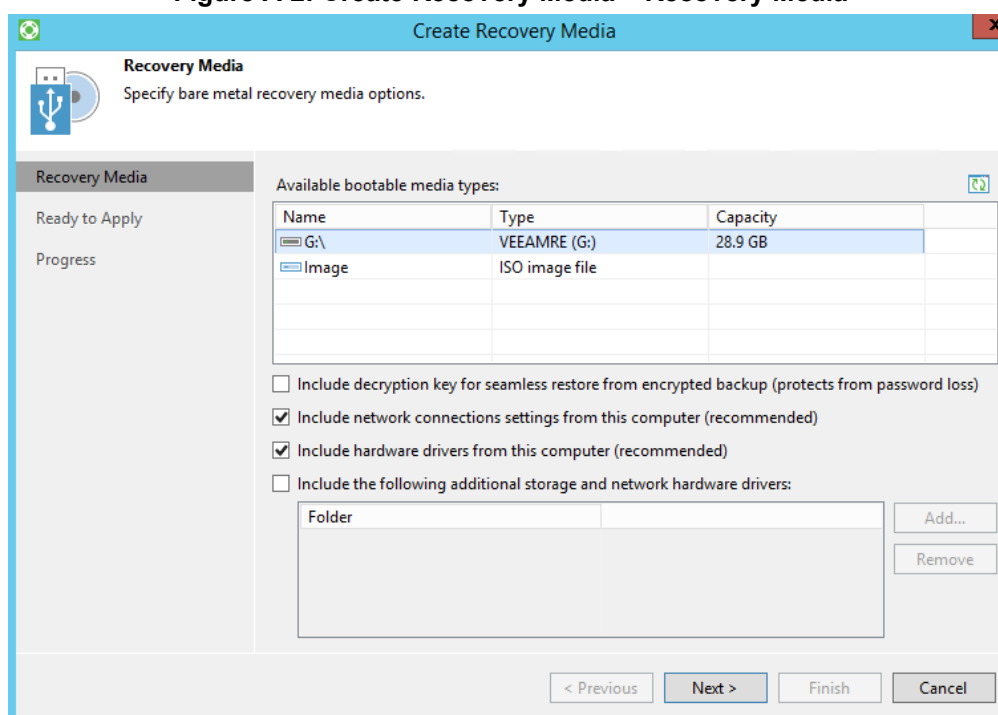 Create Recovery Media
x
Recovery Media
Specify bare metal recovery media options.
Recovery Media
Ready to Apply
Progress
Available bootable media types:
Name Type Capacity
G:\ VEEAMRE (G:) 28.9 GB
Image ISO image file
Include decryption key for seamless restore from encrypted backup (protects from password loss)
Include network connections settings from this computer (recommended)
Include hardware drivers from this computer (recommended)
Include the following additional storage and network hardware drivers:
Folder
Add...
Remove
< Previous Next > Finish Cancel